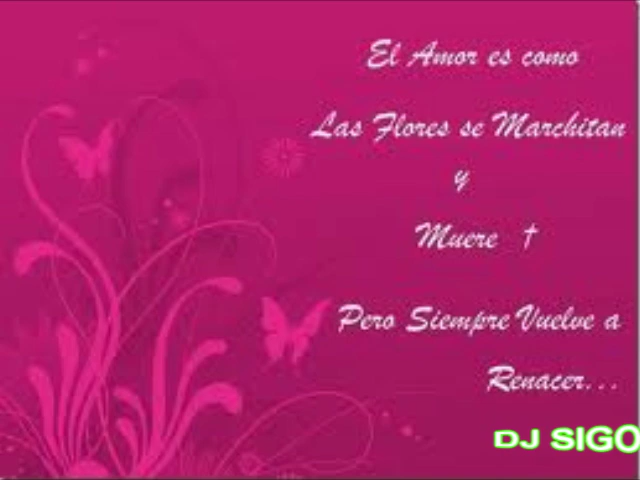 El Amor es como
Las Flores se Marchitan
y
Muere †
Pero Siempre Vuelve a
Renacer...
DJ SIGO